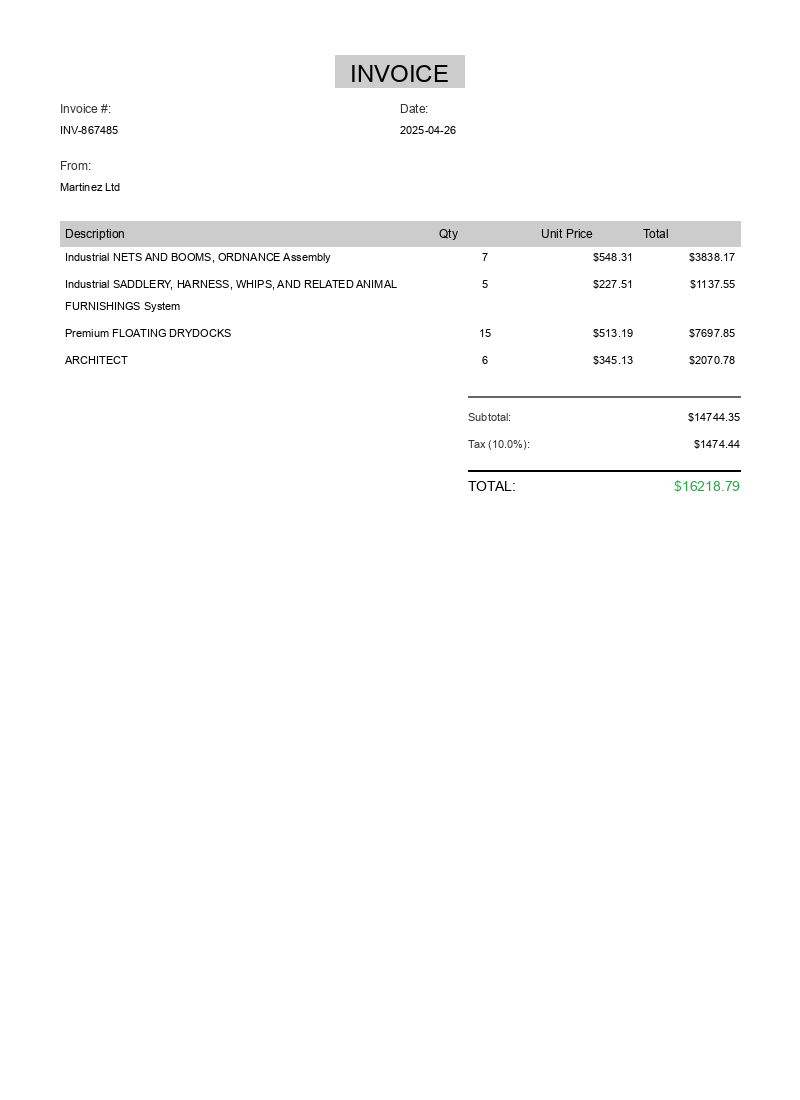 INVOICE
Invoice #: Date:
INV-867485 2025-04-26
From:
Martinez Ltd
Description Qty Unit Price Total
Industrial NETS AND BOOMS, ORDNANCE Assembly 7 $548.31 $3838.17
Industrial SADDLERY, HARNESS, WHIPS, AND RELATED ANIMAL 5 $227.51 $1137.55
FURNISHINGS System
Premium FLOATING DRYDOCKS 15 $513.19 $7697.85
ARCHITECT 6 $345.13 $2070.78
Subtotal: $14744.35
Tax (10.0%): $1474.44
TOTAL: $16218.79